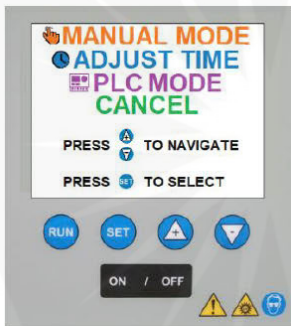 MANUAL MODE
ADJUST TIME
PLC MODE
CANCEL
PRESS + - TO NAVIGATE
PRESS SET TO SELECT
RUN SET + -
ON / OFF